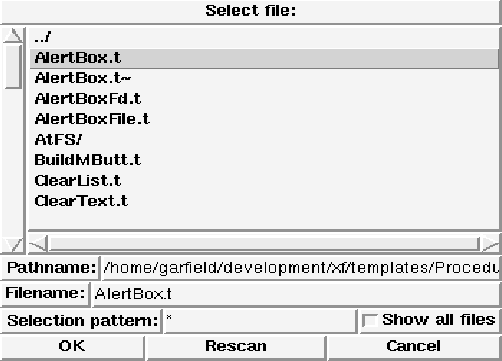 Select file:
../
AlertBox.t
AlertBox.t~
AlertBoxFd.t
AlertBoxFile.t
AtFS/
BuildMButt.t
ClearList.t
ClearText.t
Pathname: /home/garfield/development/xf/templates/Procedu
Filename: AlertBox.t
Selection pattern: * Show all files
OK Rescan Cancel